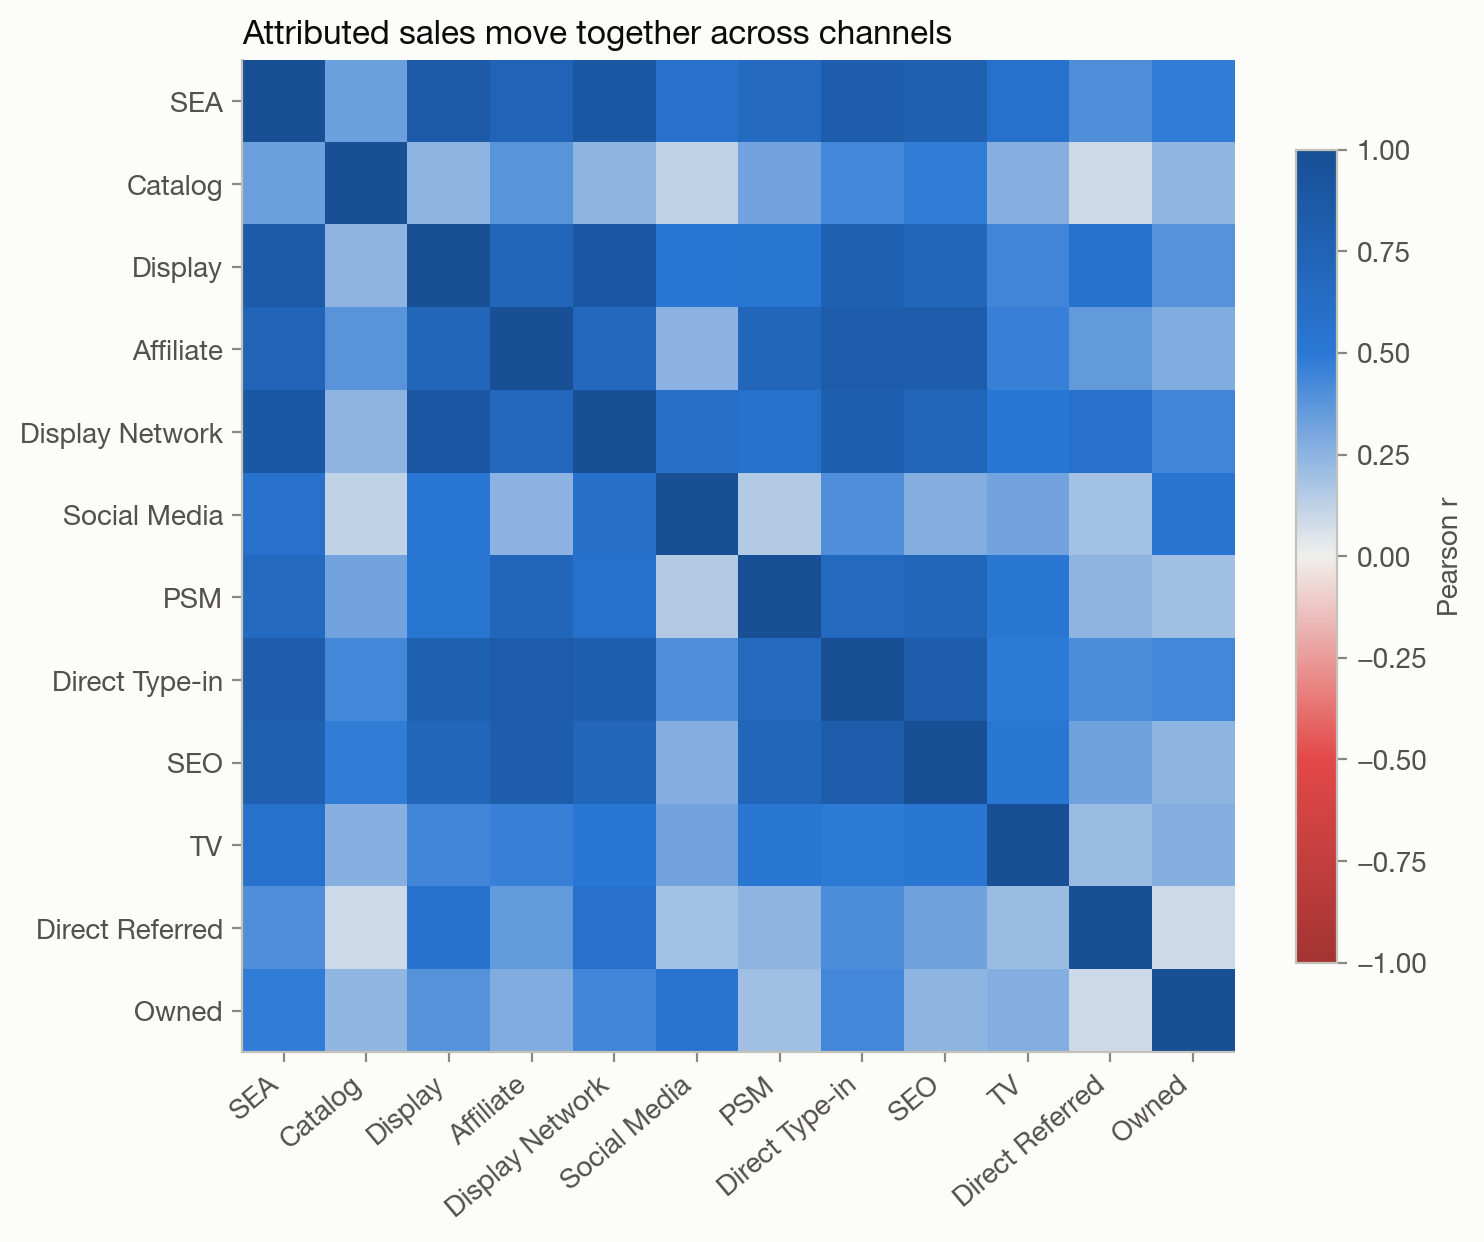 Attributed sales move together across channels
SEA
Catalog
Display
Affiliate
Display Network
Social Media
PSM
Direct Type-in
SEO
TV
Direct Referred
Owned
SEA
Catalog
Display
Affiliate
Display Network
Social Media
PSM
Direct Type-in
SEO
TV
Direct Referred
Owned
1.00
0.75
0.50
0.25
0.00
−0.25
−0.50
−0.75
−1.00
Pearson r